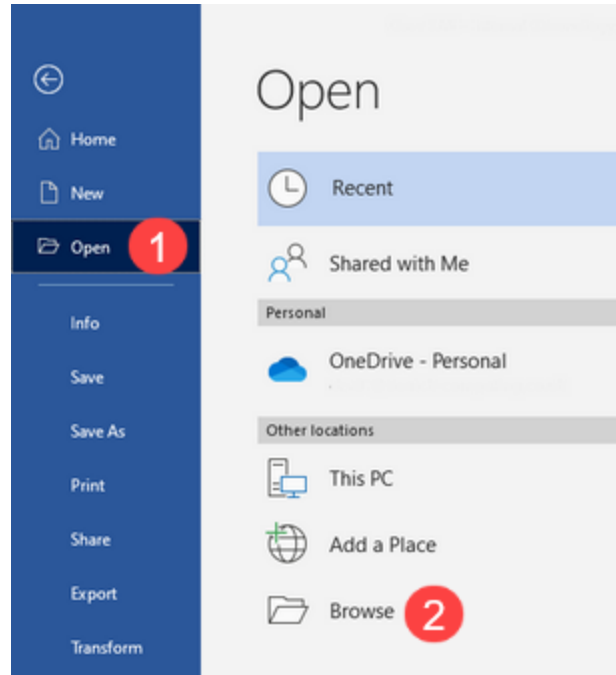 Home
New
Open 1
Info
Save
Save As
Print
Share
Export
Transform
Open
Recent
Shared with Me
Personal
OneDrive - Personal
Other locations
This PC
Add a Place
Browse 2